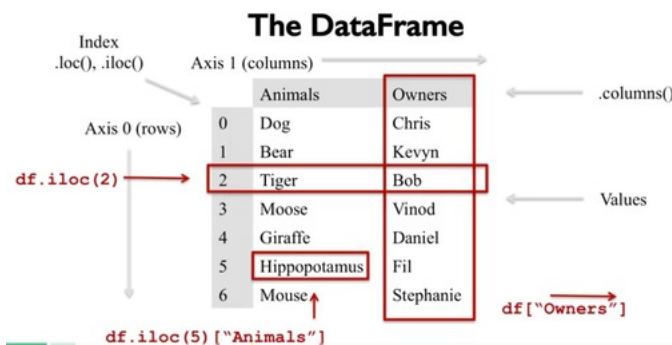 The DataFrame
Index
.loc(), .iloc()
Axis 1 (columns)
Animals Owners
.columns()
Axis 0 (rows)
0 Dog Chris
1 Bear Kevyn
df.iloc(2)
2 Tiger Bob
3 Moose Vinod
Values
4 Giraffe Daniel
5 Hippopotamus Fil
6 Mouse Stephanie
df["Owners"]
df.iloc(5)["Animals"]